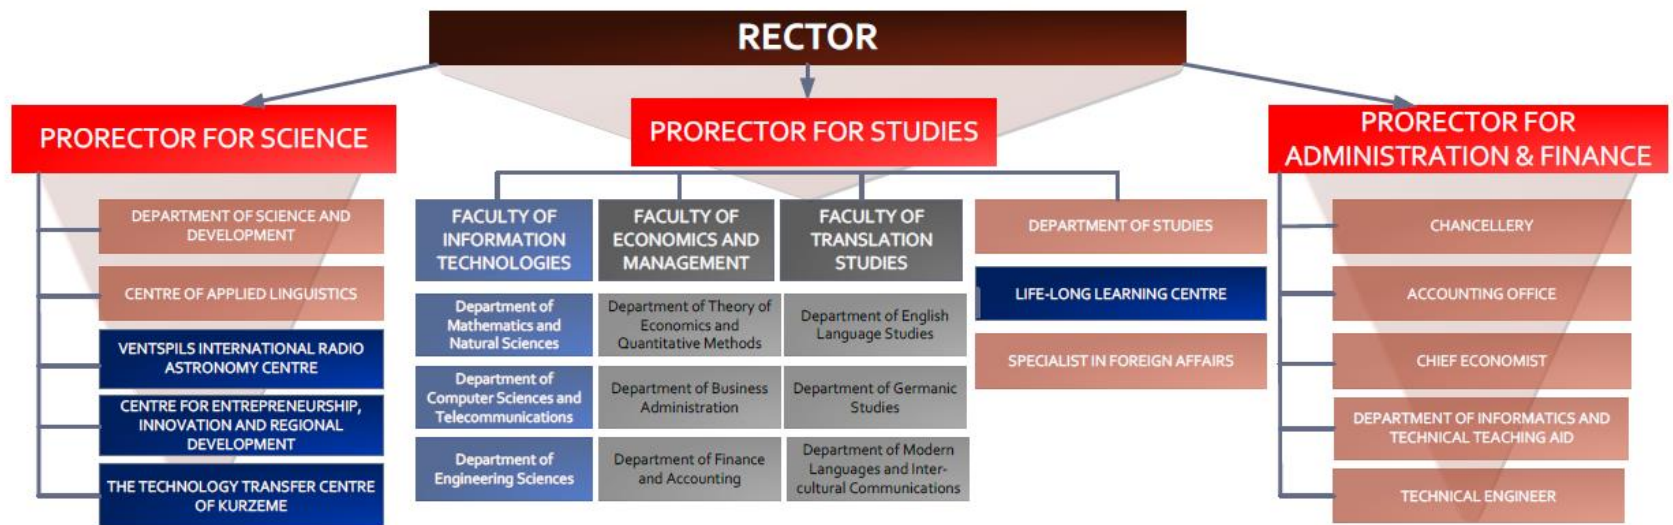 RECTOR
PRORECTOR FOR SCIENCE
DEPARTMENT OF SCIENCE AND
DEVELOPMENT
CENTRE OF APPLIED LINGUISTICS
VENTSPILS INTERNATIONAL RADIO
ASTRONOMY CENTRE
CENTRE FOR ENTREPRENEURSHIP,
INNOVATION AND REGIONAL
DEVELOPMENT
THE TECHNOLOGY TRANSFER CENTRE
OF KURZEME
PRORECTOR FOR STUDIES
FACULTY OF
INFORMATION
TECHNOLOGIES
Department of
Mathematics and
Natural Sciences
Department of
Computer Sciences and
Telecommunications
Department of
Engineering Sciences
FACULTY OF
ECONOMICS AND
MANAGEMENT
Department of Theory of
Economics and
Quantitative Methods
Department of Business
Administration
Department of Finance
and Accounting
FACULTY OF
TRANSLATION
STUDIES
Department of English
Language Studies
Department of Germanic
Studies
Department of Modern
Languages and Inter-
cultural Communications
DEPARTMENT OF STUDIES
LIFE-LONG LEARNING CENTRE
SPECIALIST IN FOREIGN AFFAIRS
PRORECTOR FOR
ADMINISTRATION & FINANCE
CHANCELLERY
ACCOUNTING OFFICE
CHIEF ECONOMIST
DEPARTMENT OF INFORMATICS AND
TECHNICAL TEACHING AID
TECHNICAL ENGINEER